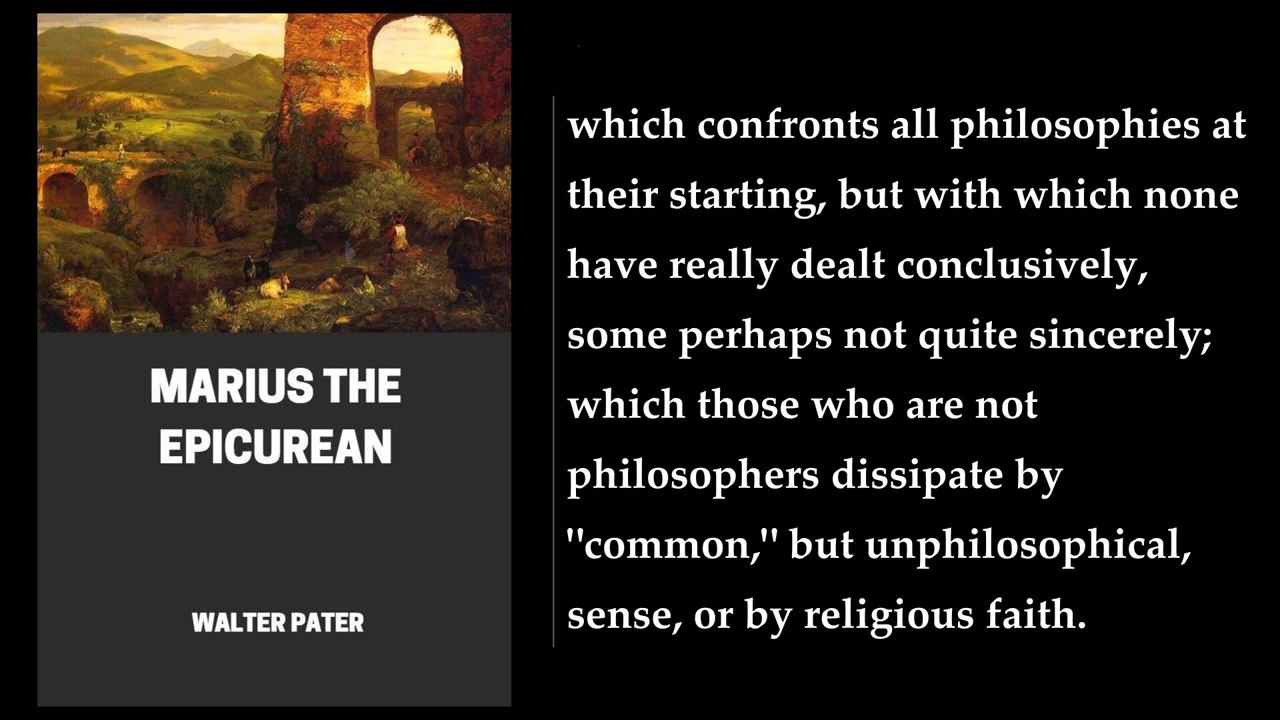 MARIUS THE
EPICUREAN
WALTER PATER
which confronts all philosophies at
their starting, but with which none
have really dealt conclusively,
some perhaps not quite sincerely;
which those who are not
philosophers dissipate by
"common," but unphilosophical,
sense, or by religious faith.